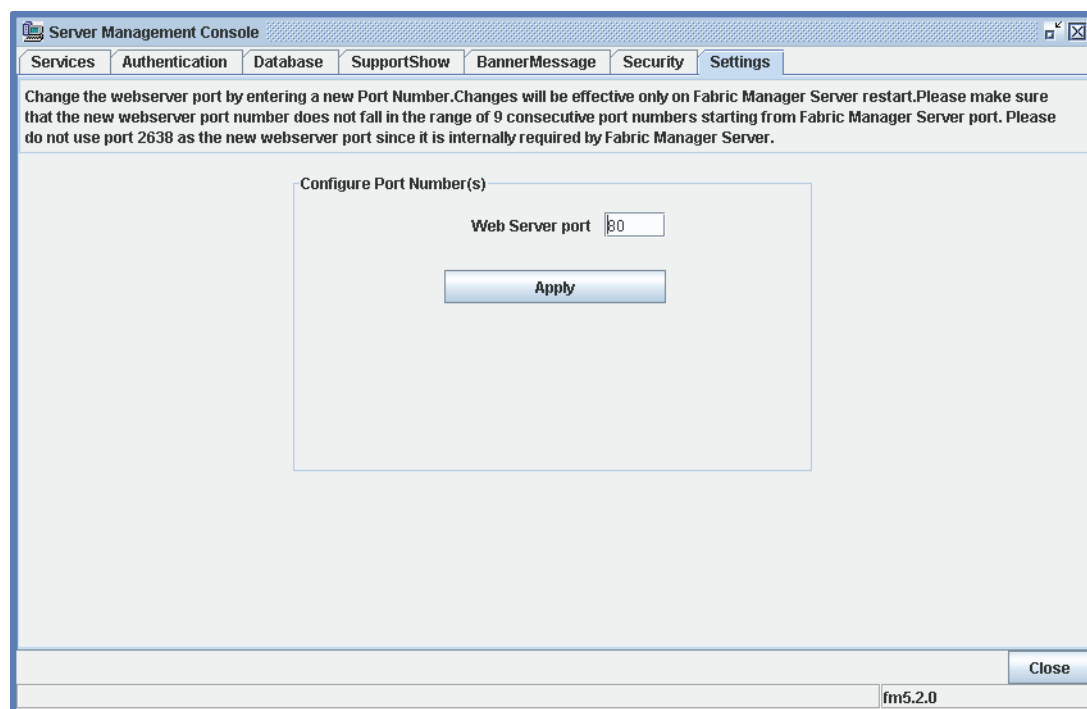 Server Management Console
Services Authentication Database SupportShow BannerMessage Security Settings
Change the webserver port by entering a new Port Number.Changes will be effective only on Fabric Manager Server restart.Please make sure
that the new webserver port number does not fall in the range of 9 consecutive port numbers starting from Fabric Manager Server port. Please
do not use port 2638 as the new webserver port since it is internally required by Fabric Manager Server.
Configure Port Number(s)
Web Server port 80
Apply
Close
fm5.2.0